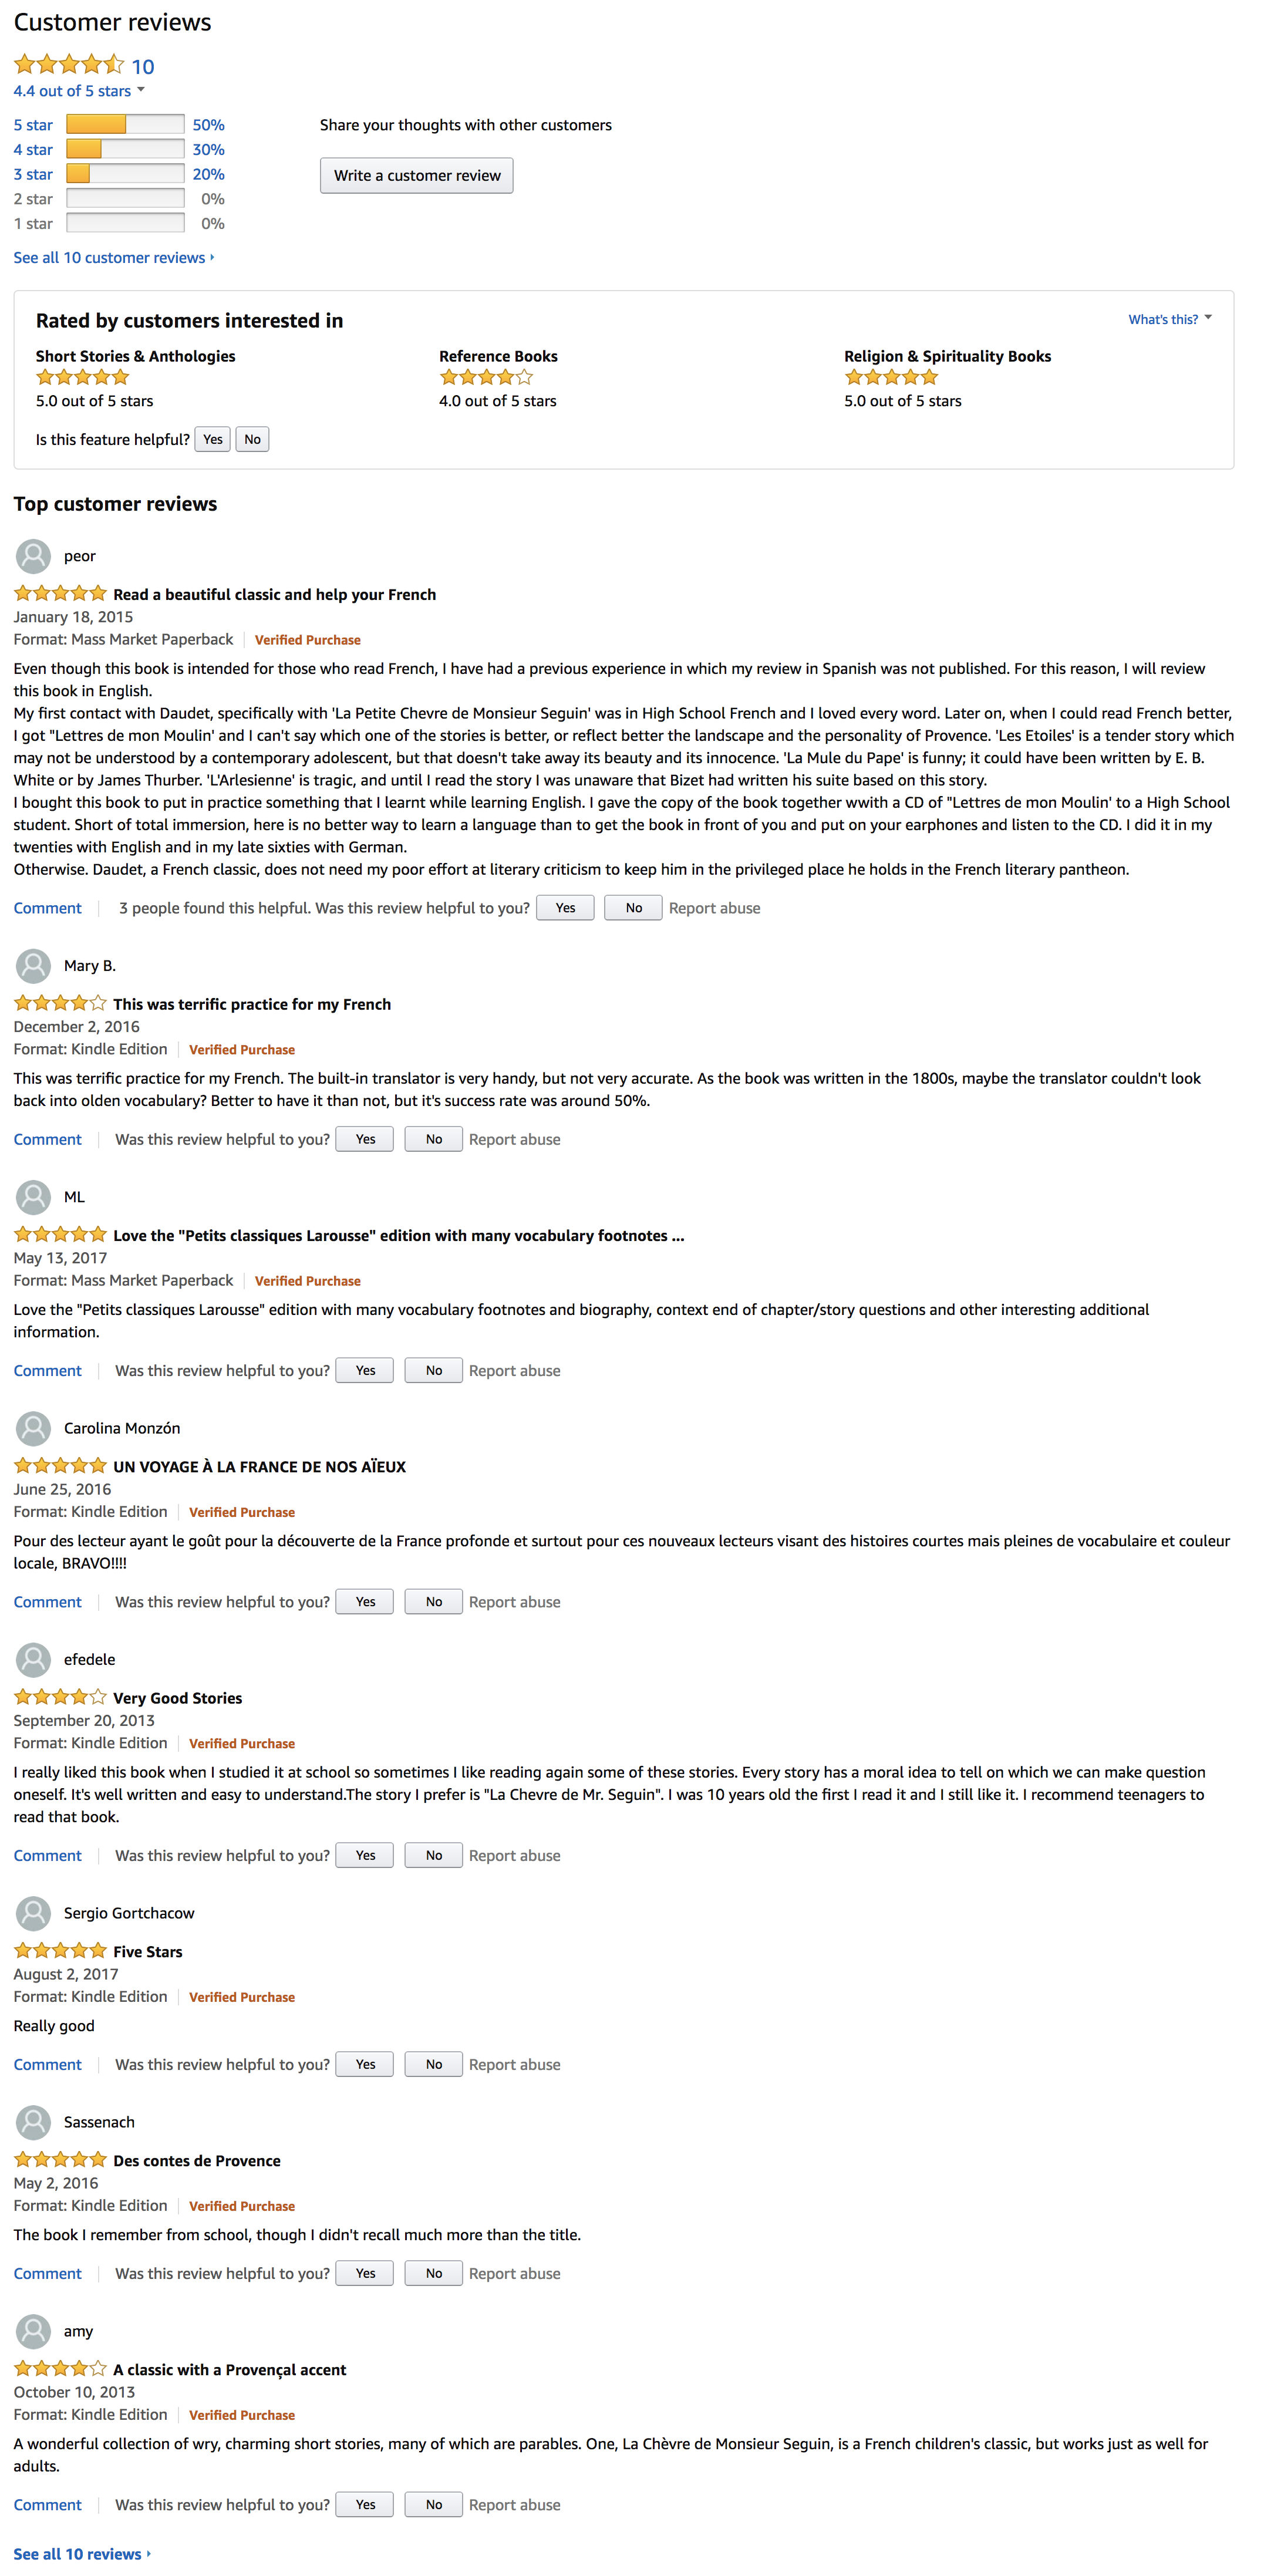 Customer reviews
10
4.4 out of 5 stars
5 star 50%
Share your thoughts with other customers
4 star 30%
Write a customer review
3 star 20%
2 star 0%
1 star 0%
See all 10 customer reviews
Rated by customers interested in
What's this?
Short Stories & Anthologies
Reference Books
Religion & Spirituality Books
5.0 out of 5 stars
4.0 out of 5 stars
5.0 out of 5 stars
Is this feature helpful? Yes No
Top customer reviews
peor
Read a beautiful classic and help your French
January 18, 2015
Format: Mass Market Paperback Verified Purchase
Even though this book is intended for those who read French, I have had a previous experience in which my review in Spanish was not published. For this reason, I will review
this book in English.
My first contact with Daudet, specifically with 'La Petite Chevre de Monsieur Seguin' was in High School French and I loved every word. Later on, when I could read French better,
I got "Lettres de mon Moulin' and I can't say which one of the stories is better, or reflect better the landscape and the personality of Provence. 'Les Etoiles' is a tender story which
may not be understood by a contemporary adolescent, but that doesn't take away its beauty and its innocence. 'La Mule du Pape' is funny; it could have been written by E. B.
White or by James Thurber. 'L'Arlesienne' is tragic, and until I read the story I was unaware that Bizet had written his suite based on this story.
I bought this book to put in practice something that I learnt while learning English. I gave the copy of the book together wwith a CD of "Lettres de mon Moulin' to a High School
student. Short of total immersion, here is no better way to learn a language than to get the book in front of you and put on your earphones and listen to the CD. I did it in my
twenties with English and in my late sixties with German.
Otherwise. Daudet, a French classic, does not need my poor effort at literary criticism to keep him in the privileged place he holds in the French literary pantheon.
Comment 3 people found this helpful. Was this review helpful to you? Yes No Report abuse
Mary B.
This was terrific practice for my French
December 2, 2016
Format: Kindle Edition Verified Purchase
This was terrific practice for my French. The built-in translator is very handy, but not very accurate. As the book was written in the 1800s, maybe the translator couldn't look
back into olden vocabulary? Better to have it than not, but it's success rate was around 50%.
Comment Was this review helpful to you? Yes No Report abuse
ML
Love the "Petits classiques Larousse" edition with many vocabulary footnotes ...
May 13, 2017
Format: Mass Market Paperback Verified Purchase
Love the "Petits classiques Larousse" edition with many vocabulary footnotes and biography, context end of chapter/story questions and other interesting additional
information.
Comment Was this review helpful to you? Yes No Report abuse
Carolina Monzón
UN VOYAGE À LA FRANCE DE NOS AÏEUX
June 25, 2016
Format: Kindle Edition Verified Purchase
Pour des lecteur ayant le goût pour la découverte de la France profonde et surtout pour ces nouveaux lecteurs visant des histoires courtes mais pleines de vocabulaire et couleur
locale, BRAVO!!!!
Comment Was this review helpful to you? Yes No Report abuse
efedele
Very Good Stories
September 20, 2013
Format: Kindle Edition Verified Purchase
I really liked this book when I studied it at school so sometimes I like reading again some of these stories. Every story has a moral idea to tell on which we can make question
oneself. It's well written and easy to understand.The story I prefer is "La Chevre de Mr. Seguin". I was 10 years old the first I read it and I still like it. I recommend teenagers to
read that book.
Comment Was this review helpful to you? Yes No Report abuse
Sergio Gortchacow
Five Stars
August 2, 2017
Format: Kindle Edition Verified Purchase
Really good
Comment Was this review helpful to you? Yes No Report abuse
Sassenach
Des contes de Provence
May 2, 2016
Format: Kindle Edition Verified Purchase
The book I remember from school, though I didn't recall much more than the title.
Comment Was this review helpful to you? Yes No Report abuse
amy
A classic with a Provençal accent
October 10, 2013
Format: Kindle Edition Verified Purchase
A wonderful collection of wry, charming short stories, many of which are parables. One, La Chèvre de Monsieur Seguin, is a French children's classic, but works just as well for
adults.
Comment Was this review helpful to you? Yes No Report abuse
See all 10 reviews